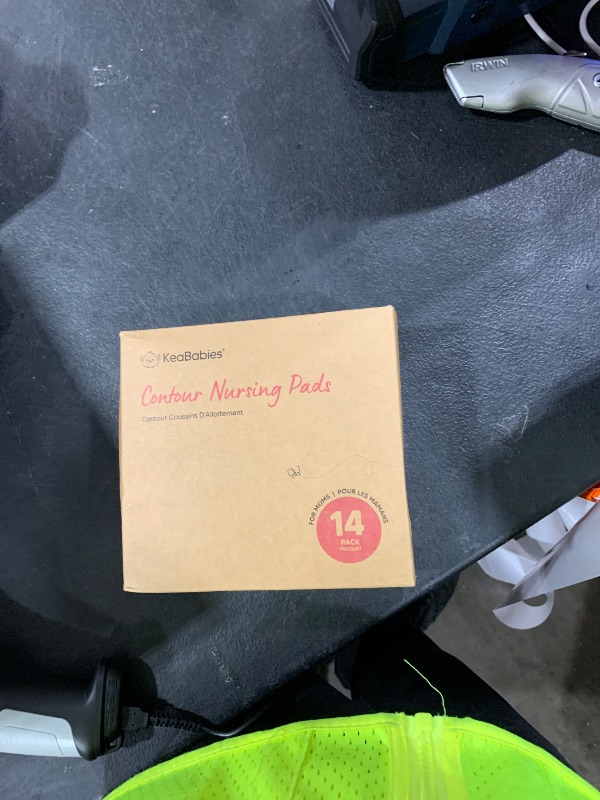 IRWIN
KeaBabies®
Contour Nursing Pads
Contour Coussins D'Allaitement
FOR MOMS | POUR LES MAMANS
14
PACK
PACQUET